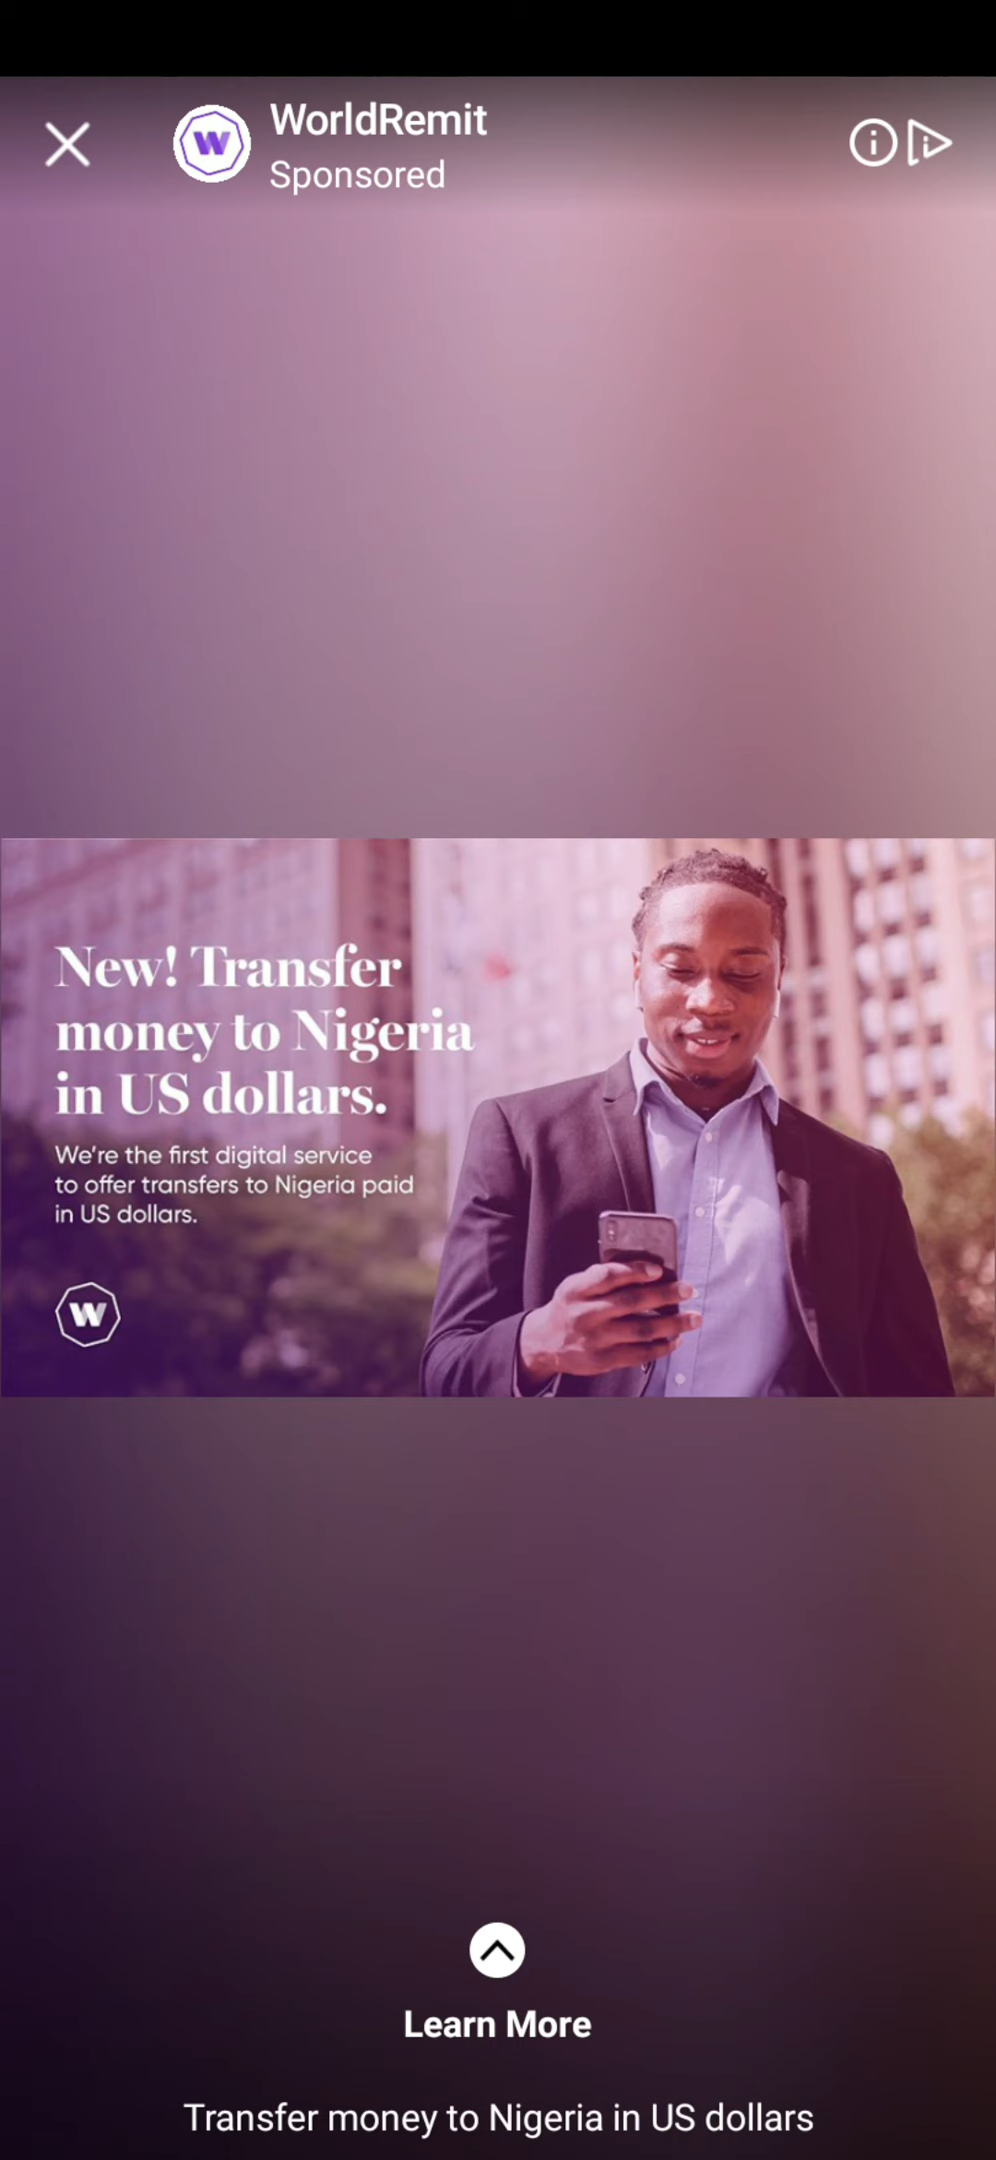 WorldRemit
Sponsored
W
New! Transfer
money to Nigeria
in US dollars.
We're the first digital service
to offer transfers to Nigeria paid
in US dollars.
W
Learn More
Transfer money to Nigeria in US dollars